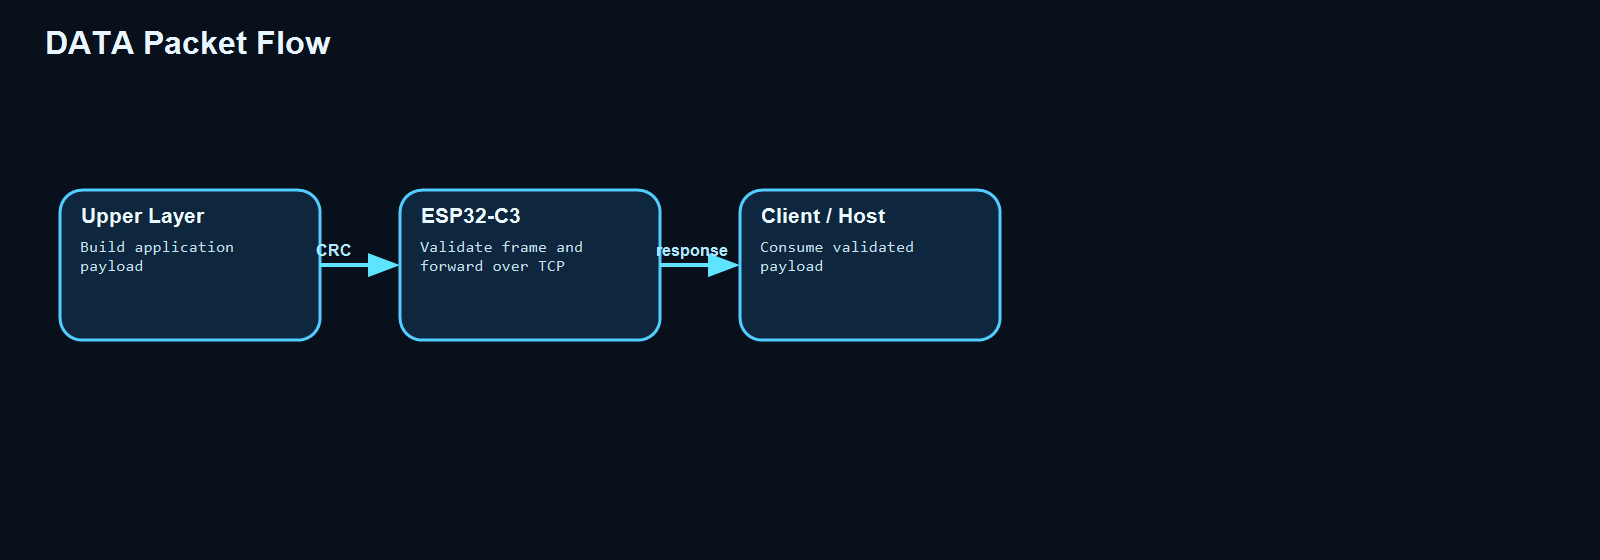 DATA Packet Flow
Upper Layer
Build application
payload
CRC
ESP32-C3
Validate frame and
forward over TCP
response
Client / Host
Consume validated
payload